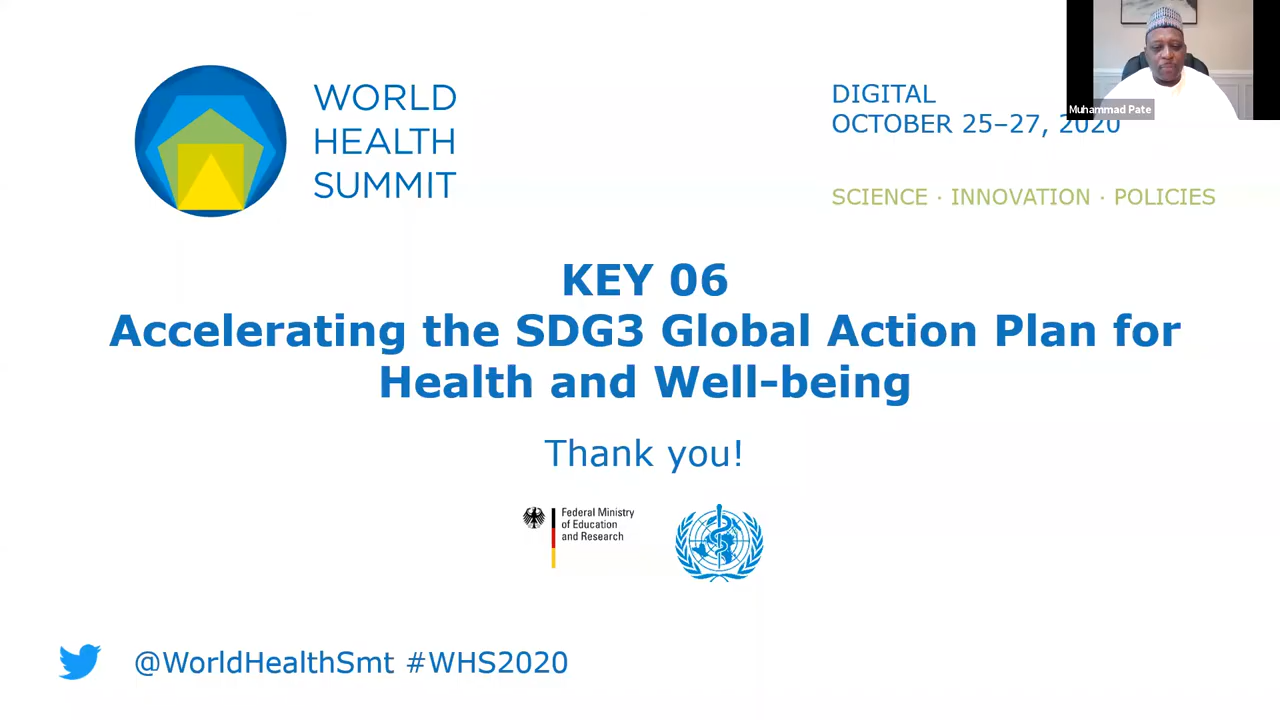 WORLD
HEALTH
SUMMIT
DIGITAL
OCTOBER 25–27, 2020
SCIENCE · INNOVATION · POLICIES
Muhammad Pate
KEY 06
Accelerating the SDG3 Global Action Plan for
Health and Well-being
Thank you!
Federal Ministry
of Education
and Research
@WorldHealthSmt #WHS2020